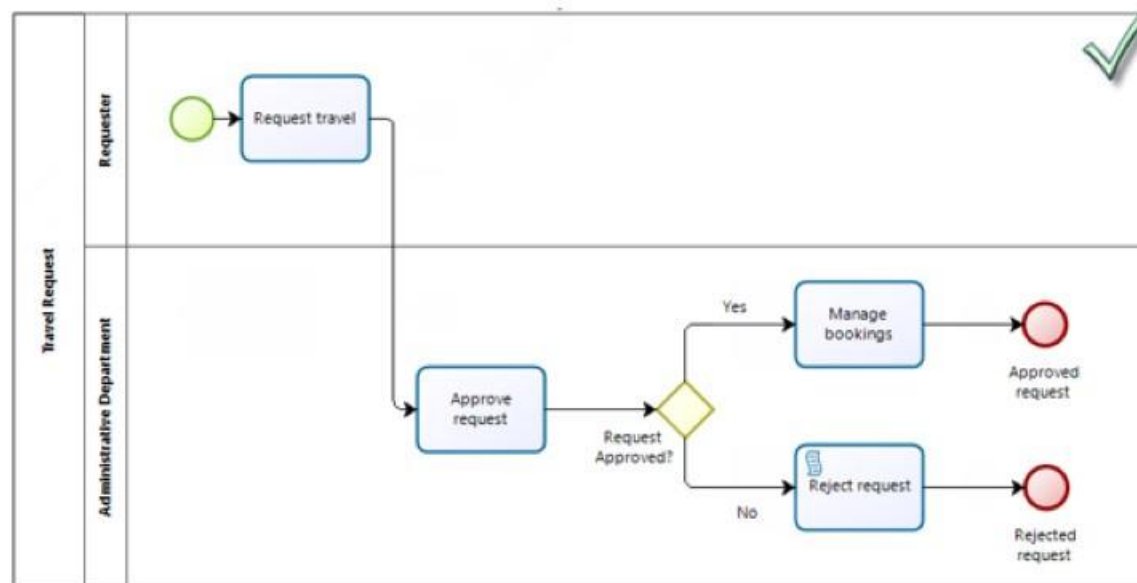 Travel Request
Requester
Request travel
Administrative Department
Approve
request
Request
Approved?
Yes
Manage
bookings
Approved
request
No
Reject request
Rejected
request